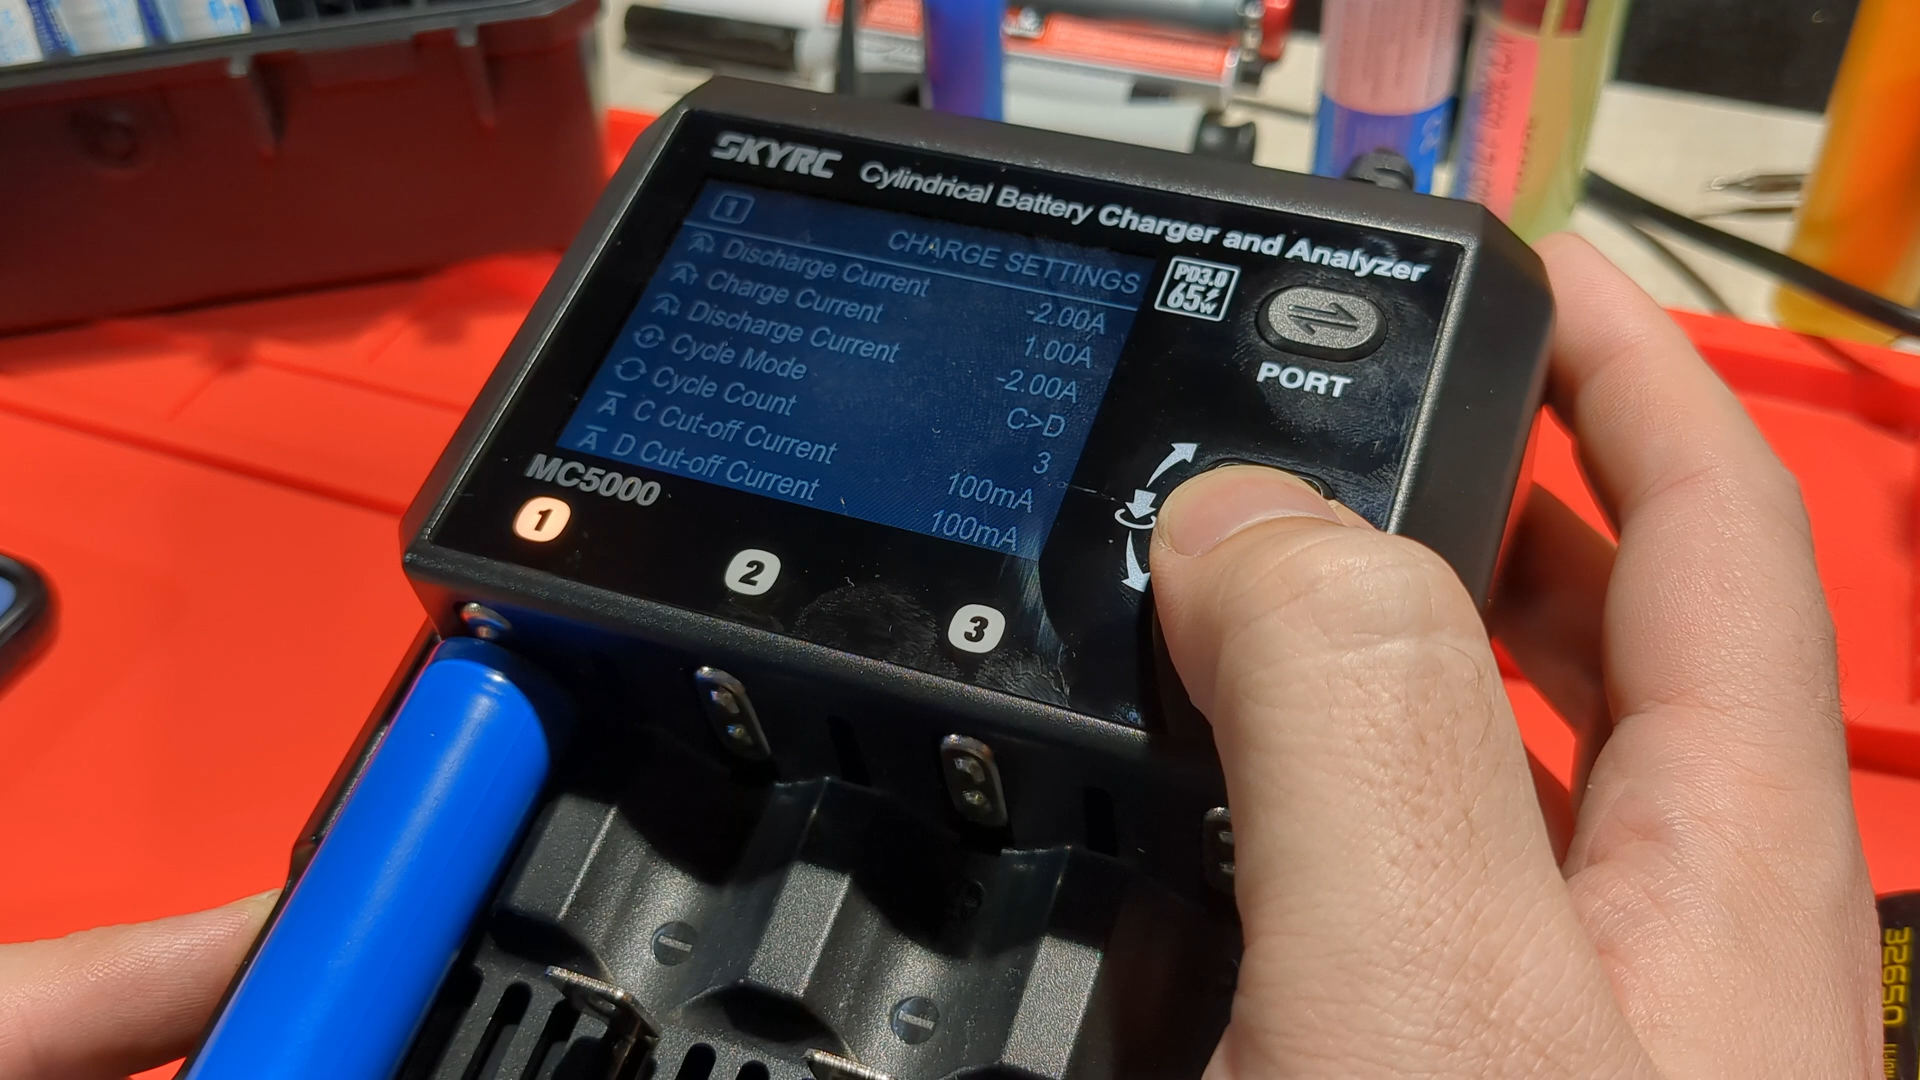 SKYRC Cylindrical Battery Charger and Analyzer
1
CHARGE SETTINGS
Discharge Current -2.00A
Charge Current 1.00A
Discharge Current -2.00A
Cycle Mode C>D
Cycle Count 3
A C Cut-off Current 100mA
A D Cut-off Current 100mA
PD3.0
65W
PORT
MC5000
1
2
3
32650